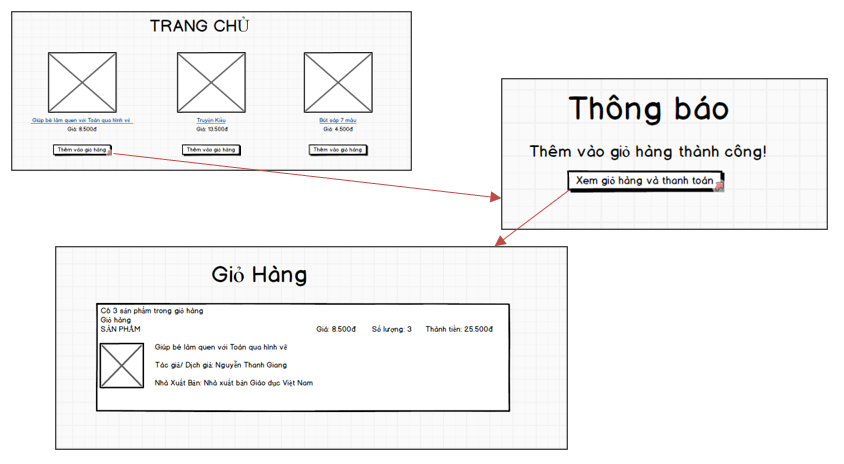 TRANG CHỦ
Giúp bé làm quen với Toán qua hình vẽ
Truyện Kiều
Bút sáp 7 màu
Giá: 8.500đ
Giá: 13.500đ
Giá: 4.500đ
Thêm vào giỏ hàng
Thêm vào giỏ hàng
Thêm vào giỏ hàng
Thông báo
Thêm vào giỏ hàng thành công!
Xem giỏ hàng và thanh toán
Giỏ Hàng
Có 3 sản phẩm trong giỏ hàng
Giỏ hàng
SẢN PHẨM Giá: 8.500đ Số lượng: 3 Thành tiền: 25.500đ
Giúp bé làm quen với Toán qua hình vẽ
Tác giả/ Dịch giả: Nguyễn Thanh Giang
Nhà Xuất Bản: Nhà xuất bản Giáo dục Việt Nam